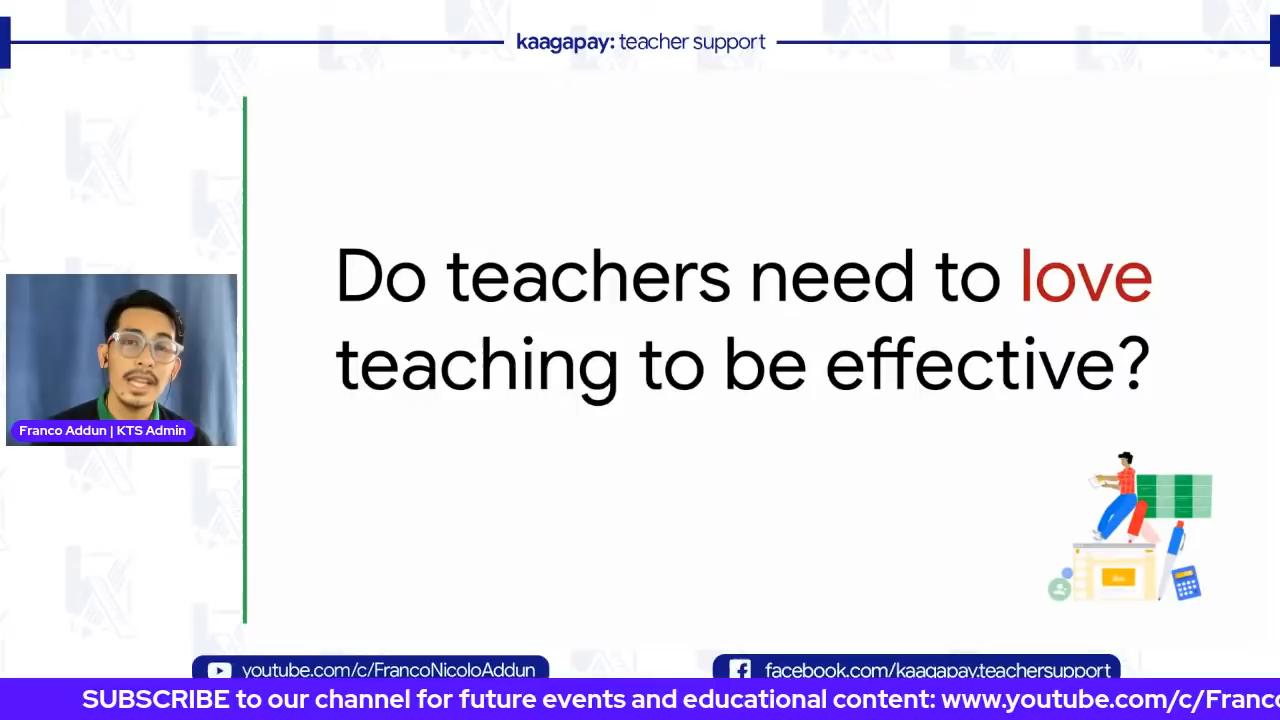 kaagapay: teacher support
Do teachers need to love
teaching to be effective?
Franco Addun | KTS Admin
youtube.com/c/FrancoNicoloAddun
facebook.com/kaagapay.teachersupport
SUBSCRIBE to our channel for future events and educational content: www.youtube.com/c/Franc